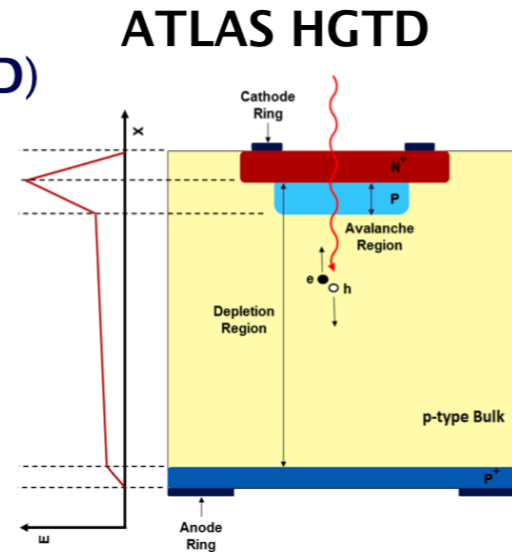 ATLAS HGTD
D)
Cathode
Ring
X
N+
P
Avalanche
Region
e
h
Depletion
Region
p-type Bulk
P+
E
Anode
Ring